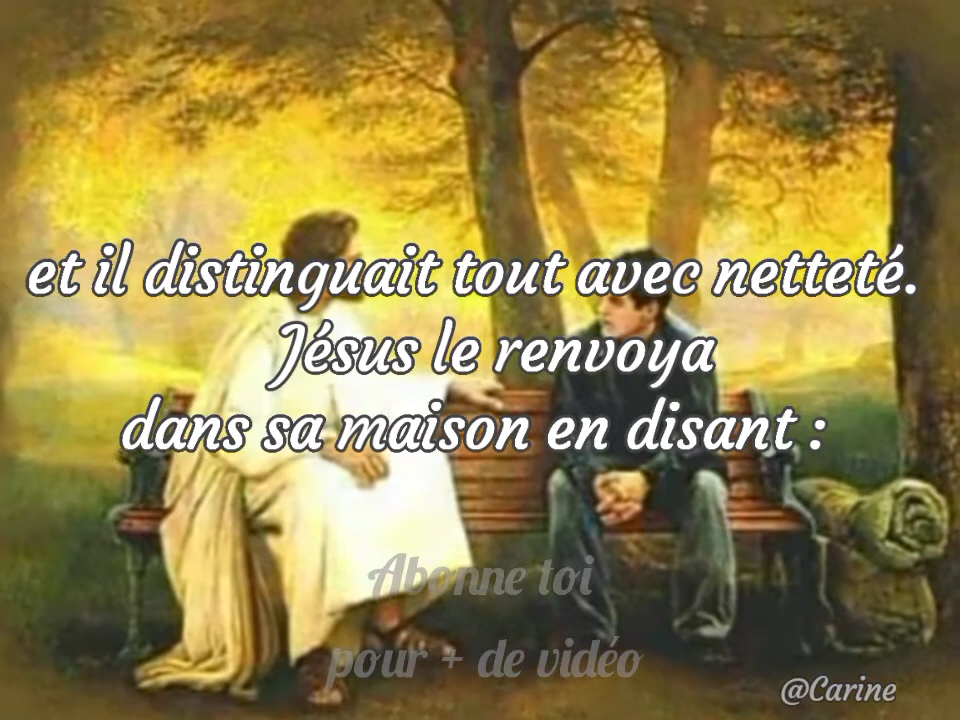 et il distinguait tout avec netteté.
Jésus le renvoya
dans sa maison en disant :
Abonne toi
pour + de vidéo
@Carine